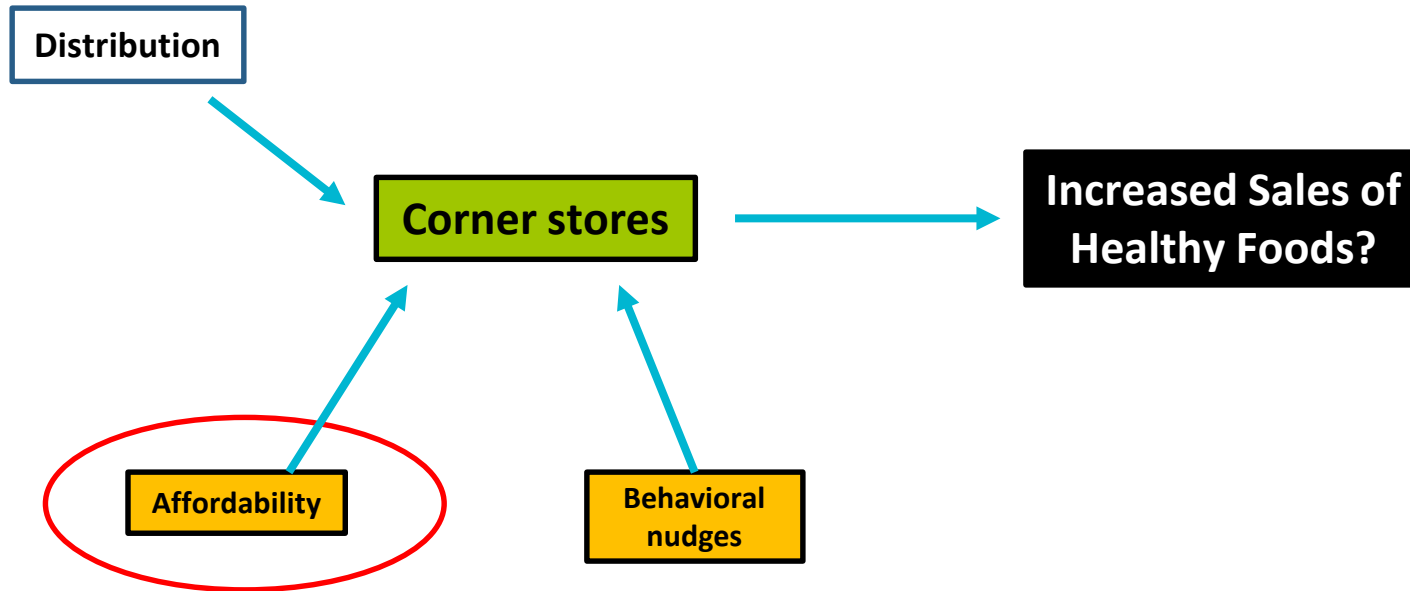 Distribution
Corner stores
Increased Sales of
Healthy Foods?
Affordability
Behavioral
nudges